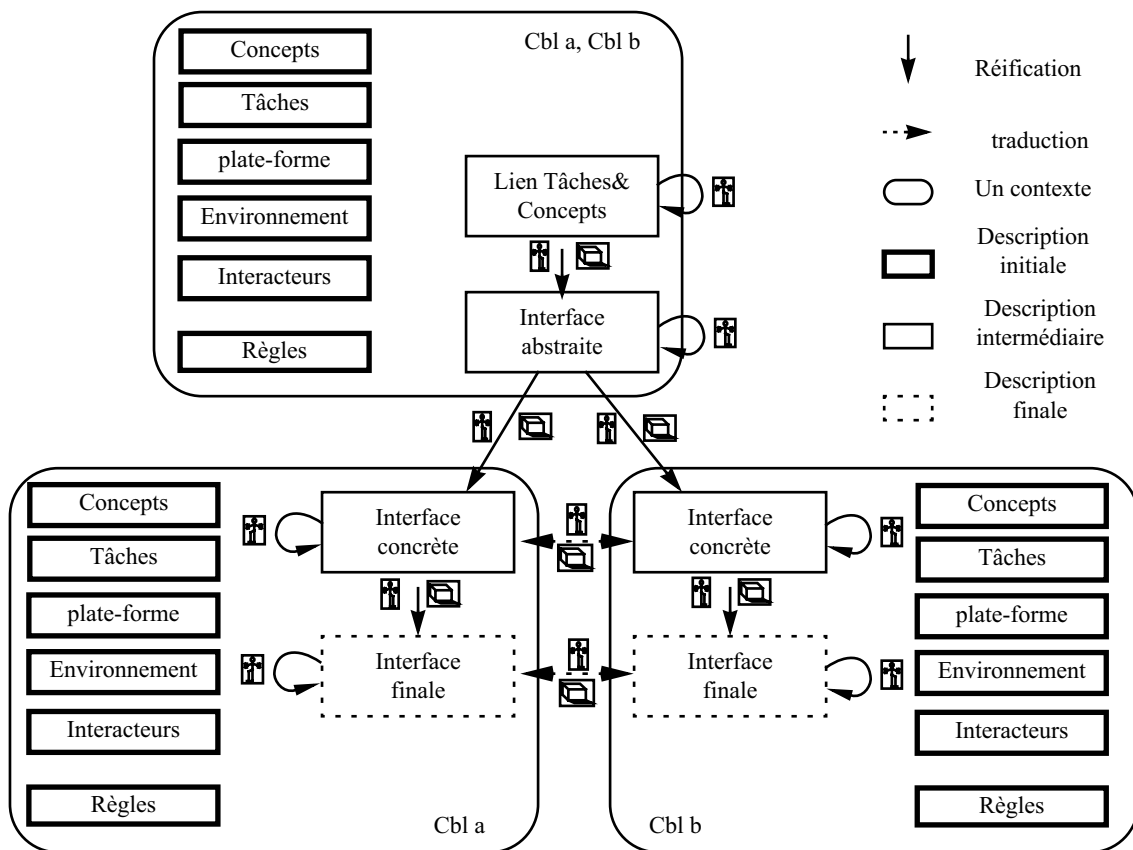 Cbl a, Cbl b
Concepts
Tâches
plate-forme
Environnement
Interacteurs
Règles
Lien Tâches&
Concepts
Interface
abstraite
Réification
traduction
Un contexte
Description
initiale
Description
intermédiaire
Description
finale
Concepts
Tâches
plate-forme
Environnement
Interacteurs
Règles
Interface
concrète
Interface
finale
Cbl a
Interface
concrète
Interface
finale
Cbl b
Concepts
Tâches
plate-forme
Environnement
Interacteurs
Règles